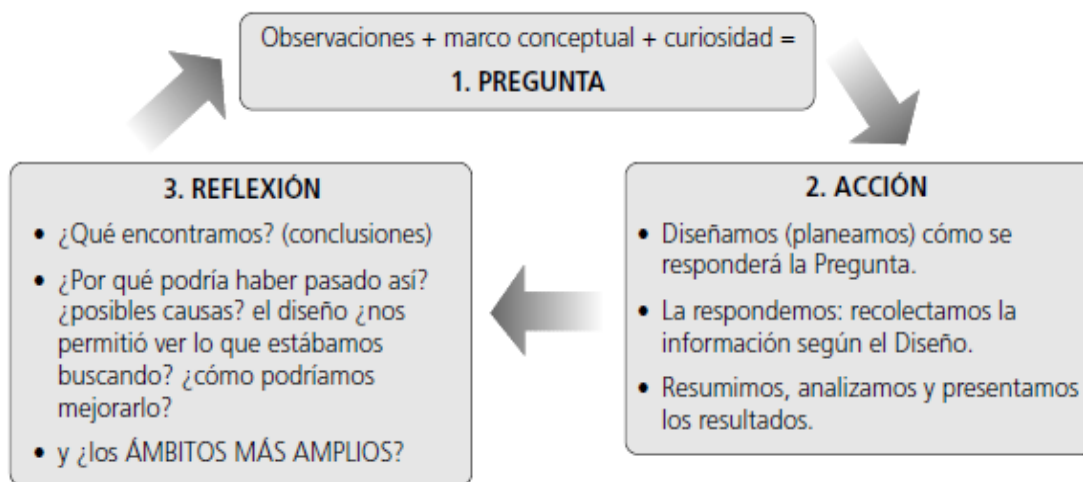 Observaciones + marco conceptual + curiosidad =
1. PREGUNTA
2. ACCIÓN
• Diseñamos (planeamos) cómo se
responderá la Pregunta.
• La respondemos: recolectamos la
información según el Diseño.
• Resumimos, analizamos y presentamos
los resultados.
3. REFLEXIÓN
• ¿Qué encontramos? (conclusiones)
• ¿Por qué podría haber pasado así?
¿posibles causas? el diseño ¿nos
permitió ver lo que estábamos
buscando? ¿cómo podríamos
mejorarlo?
• y ¿los ÁMBITOS MÁS AMPLIOS?